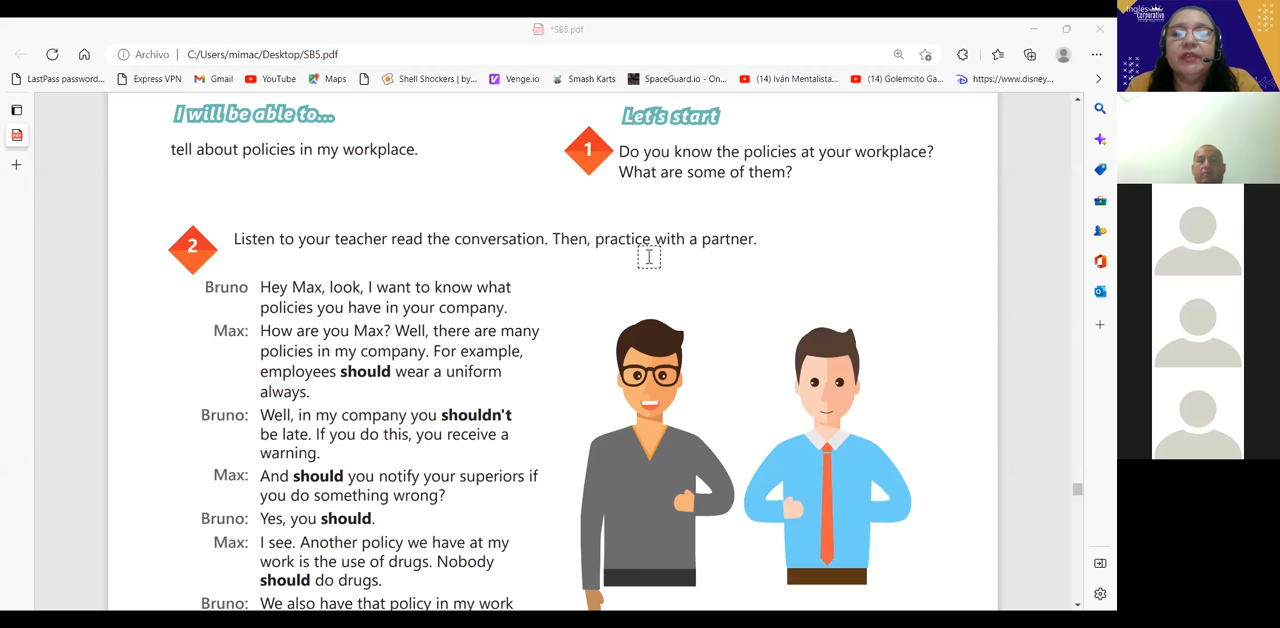 *SB5.pdf
Archivo | C:/Users/mimac/Desktop/SB5.pdf
LastPass password... Express VPN Gmail YouTube Maps Shell Shockers | by... Venge.io Smash Karts SpaceGuard.io - On... (14) Iván Mentalista... (14) Golemcito Ga... https://www.disney...
Inglés
Corporativo
I will be able to...
tell about policies in my workplace.
Let's start
1 Do you know the policies at your workplace?
What are some of them?
2 Listen to your teacher read the conversation. Then, practice with a partner.
Bruno Hey Max, look, I want to know what
policies you have in your company.
Max: How are you Max? Well, there are many
policies in my company. For example,
employees should wear a uniform
always.
Bruno: Well, in my company you shouldn't
be late. If you do this, you receive a
warning.
Max: And should you notify your superiors if
you do something wrong?
Bruno: Yes, you should.
Max: I see. Another policy we have at my
work is the use of drugs. Nobody
should do drugs.
Bruno: We also have that policy in my work